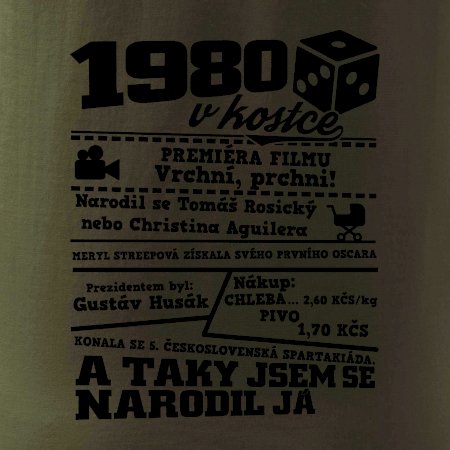 1980
v kostce
PREMIÉRA FILMU
Vrchní, prchni!
Narodil se Tomáš Rosický
nebo Christina Aguilera
MERYL STREEPOVÁ ZÍSKALA SVÉHO PRVNÍHO OSCARA
Prezidentem byl:
Gustáv Husák
Nákup:
CHLEBA... 2,60 KČS/kg
PIVO
1,70 KČS
KONALA SE 5. ČESKOSLOVENSKÁ SPARTAKIÁDA.
A TAKY JSEM SE
NARODIL JÁ